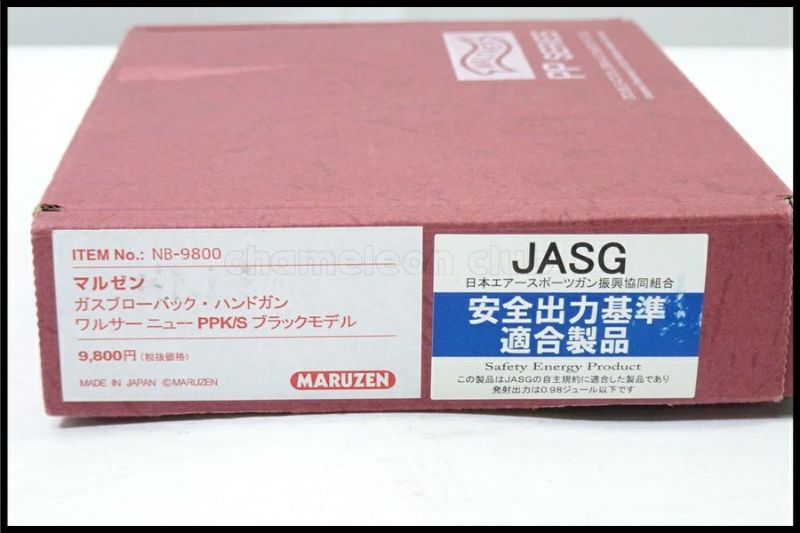 PP SERIES
ITEM No.: NB-9800
マルゼン
ガスブローバック・ハンドガン
ワルサー ニュー PPK/S ブラックモデル
9,800円 (税抜価格)
MADE IN JAPAN ©MARUZEN
MARUZEN
JASG
日本エアースポーツガン振興協同組合
安全出力基準
適合製品
Safety Energy Product
この製品はJASGの自主規約に適合した製品であり
発射出力は0.98ジュール以下です
chameleon club